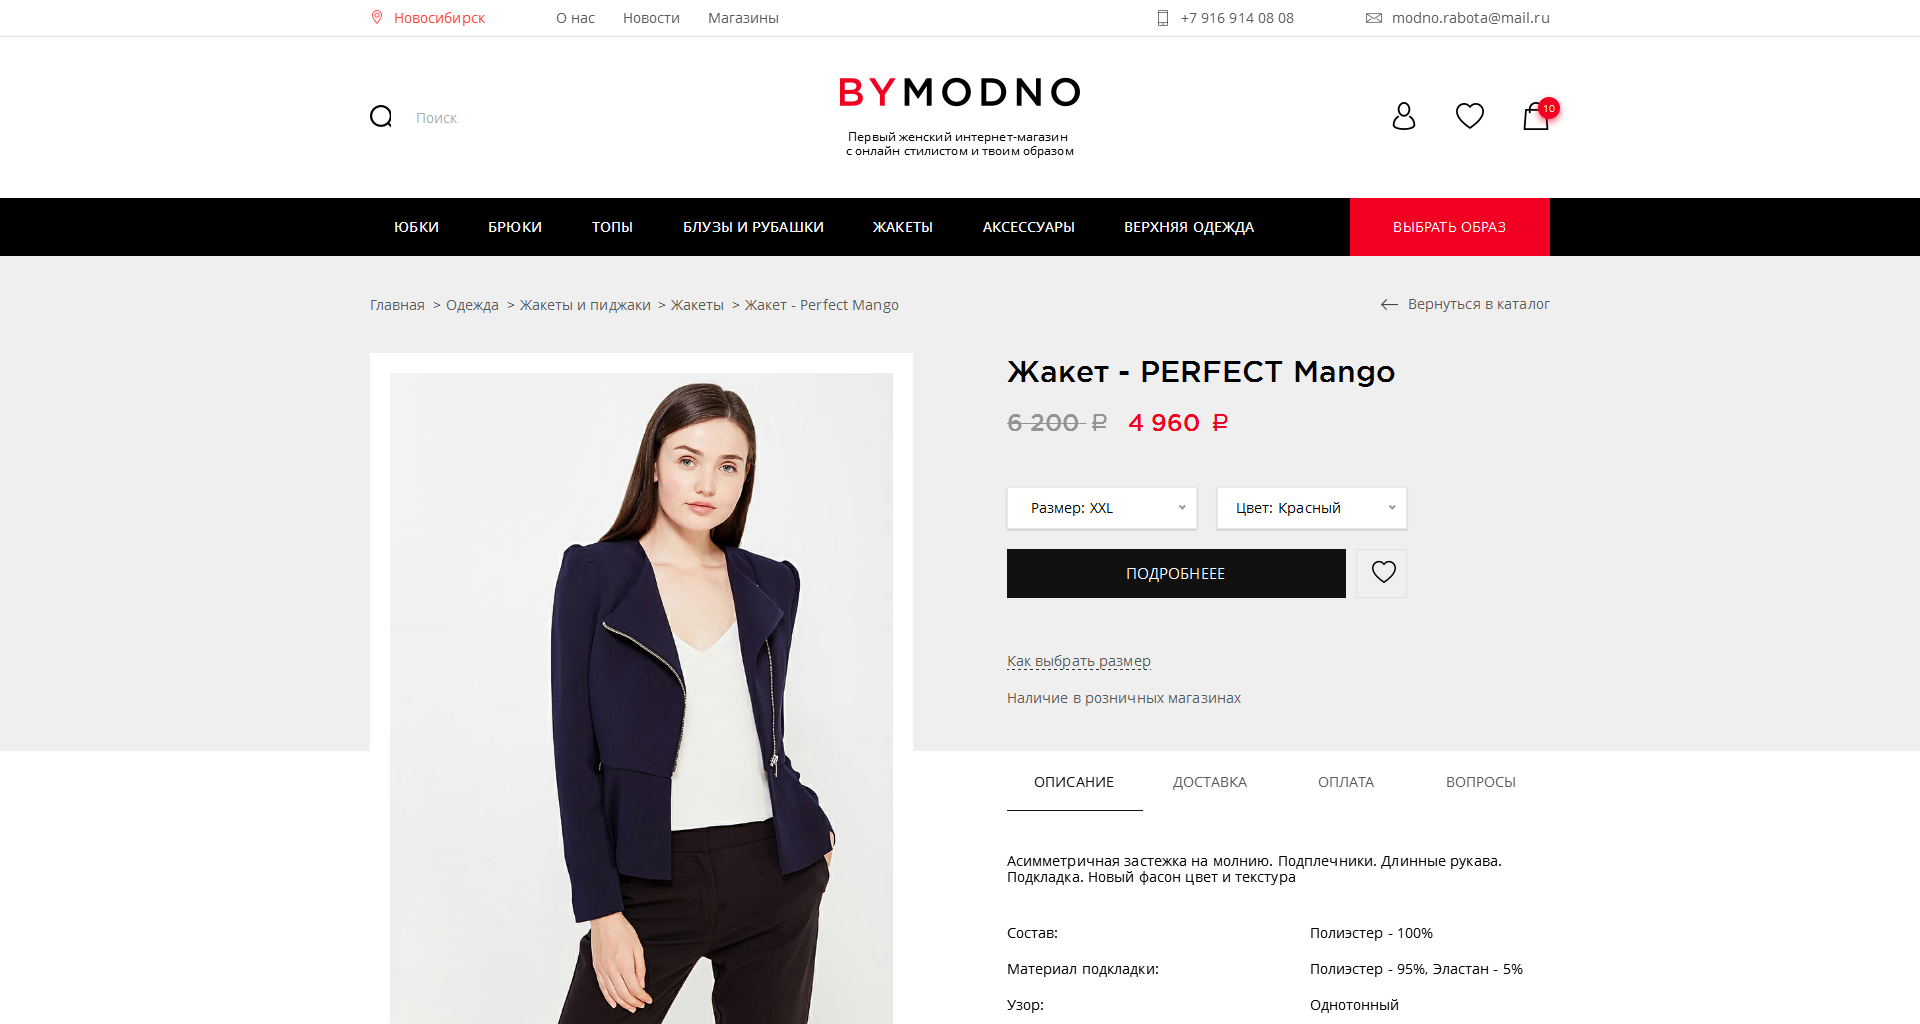 Новосибирск
О нас
Новости
Магазины
+7 916 914 08 08
modno.rabota@mail.ru
Поиск
BYMODNO
Первый женский интернет-магазин
с онлайн стилистом и твоим образом
10
ЮБКИ
БРЮКИ
ТОПЫ
БЛУЗЫ И РУБАШКИ
ЖАКЕТЫ
АКСЕССУАРЫ
ВЕРХНЯЯ ОДЕЖДА
ВЫБРАТЬ ОБРАЗ
Главная > Одежда > Жакеты и пиджаки > Жакеты > Жакет - Perfect Mango
Вернуться в каталог
Жакет - PERFECT Mango
6 200 ₽ 4 960 ₽
Размер: XXL
Цвет: Красный
ПОДРОБНЕЕЕ
Как выбрать размер
Наличие в розничных магазинах
ОПИСАНИЕ
ДОСТАВКА
ОПЛАТА
ВОПРОСЫ
Асимметричная застежка на молнию. Подплечники. Длинные рукава.
Подкладка. Новый фасон цвет и текстура
Состав: Полиэстер - 100%
Материал подкладки: Полиэстер - 95%, Эластан - 5%
Узор: Однотонный